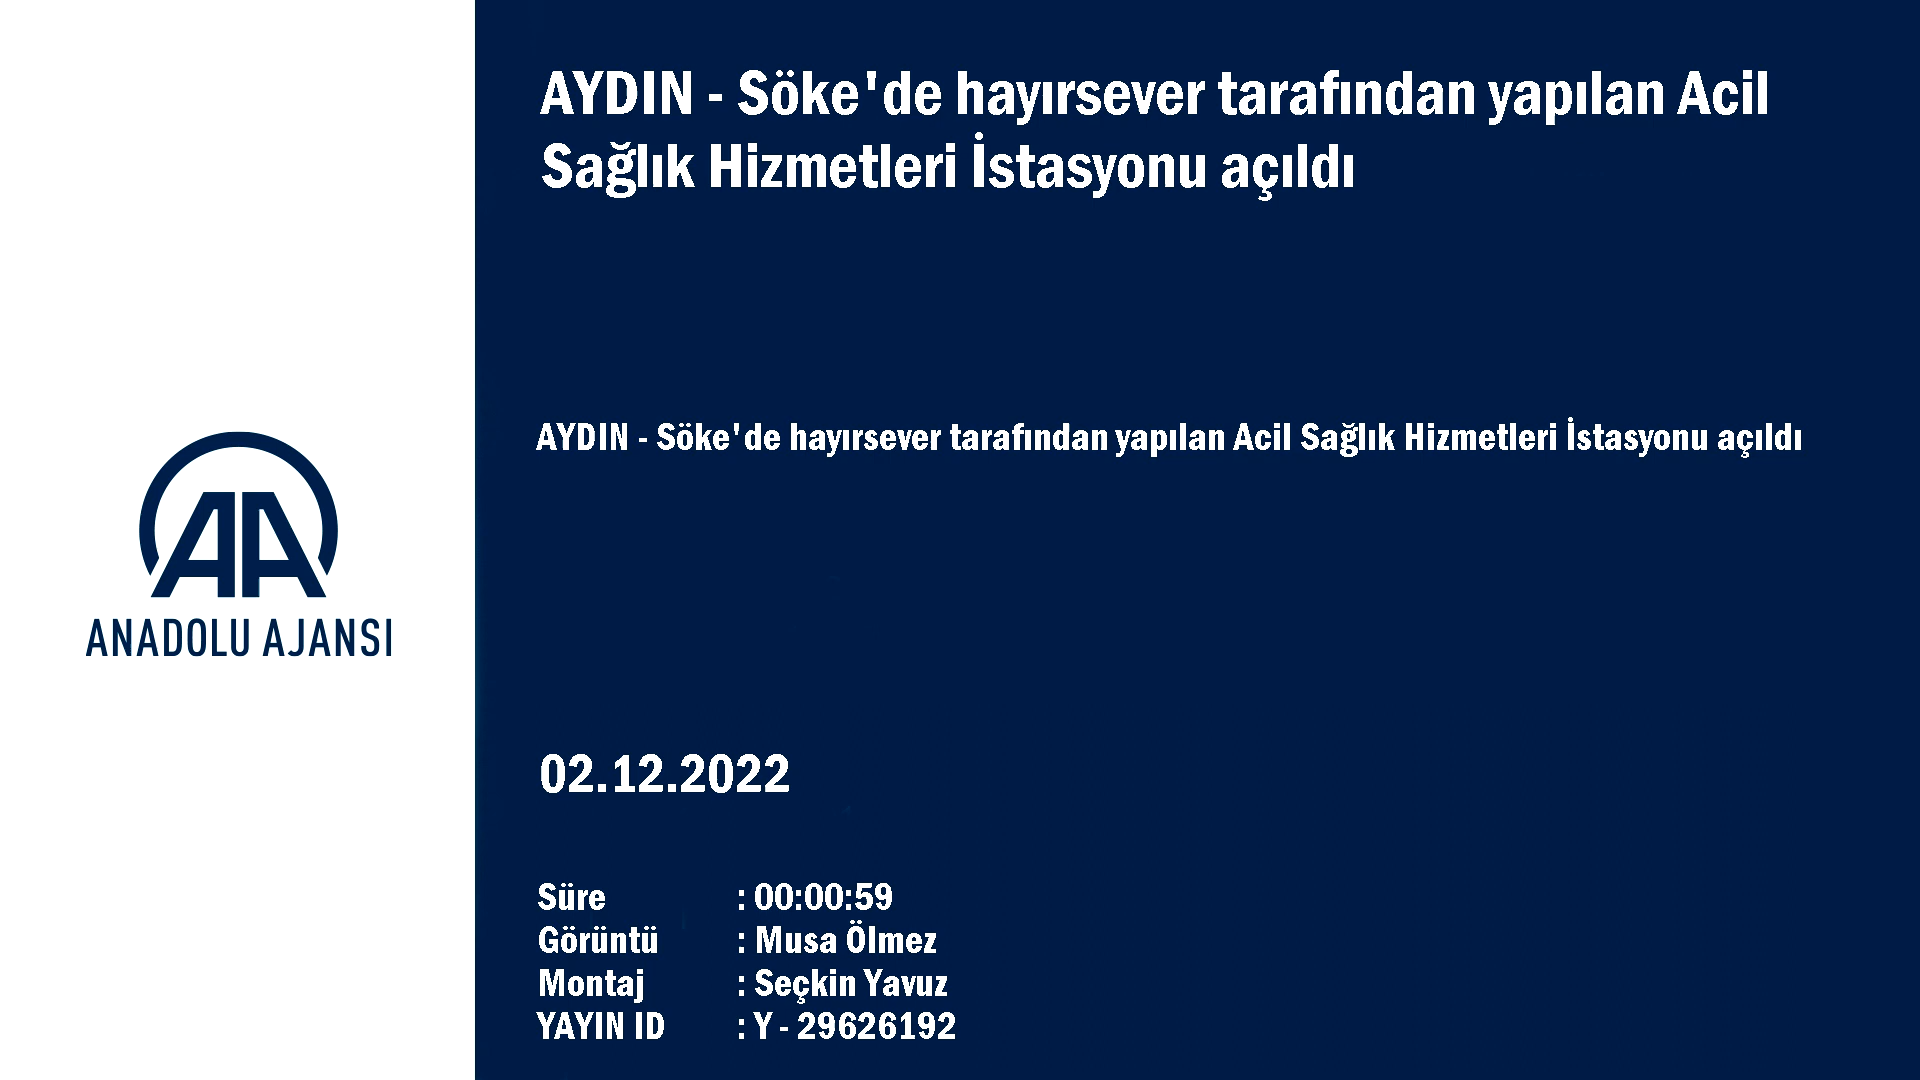 AYDIN - Söke'de hayırsever tarafından yapılan Acil
Sağlık Hizmetleri İstasyonu açıldı
AYDIN - Söke'de hayırsever tarafından yapılan Acil Sağlık Hizmetleri İstasyonu açıldı
AA
ANADOLU AJANSI
02.12.2022
Süre : 00:00:59
Görüntü : Musa Ölmez
Montaj : Seçkin Yavuz
YAYIN ID : Y - 29626192